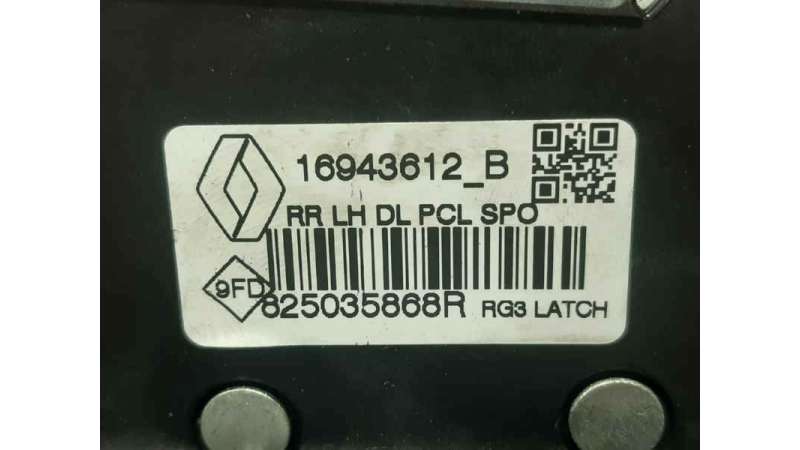 16943612_B
RR LH DL PCL SPO
9FD
825035868R RG3 LATCH